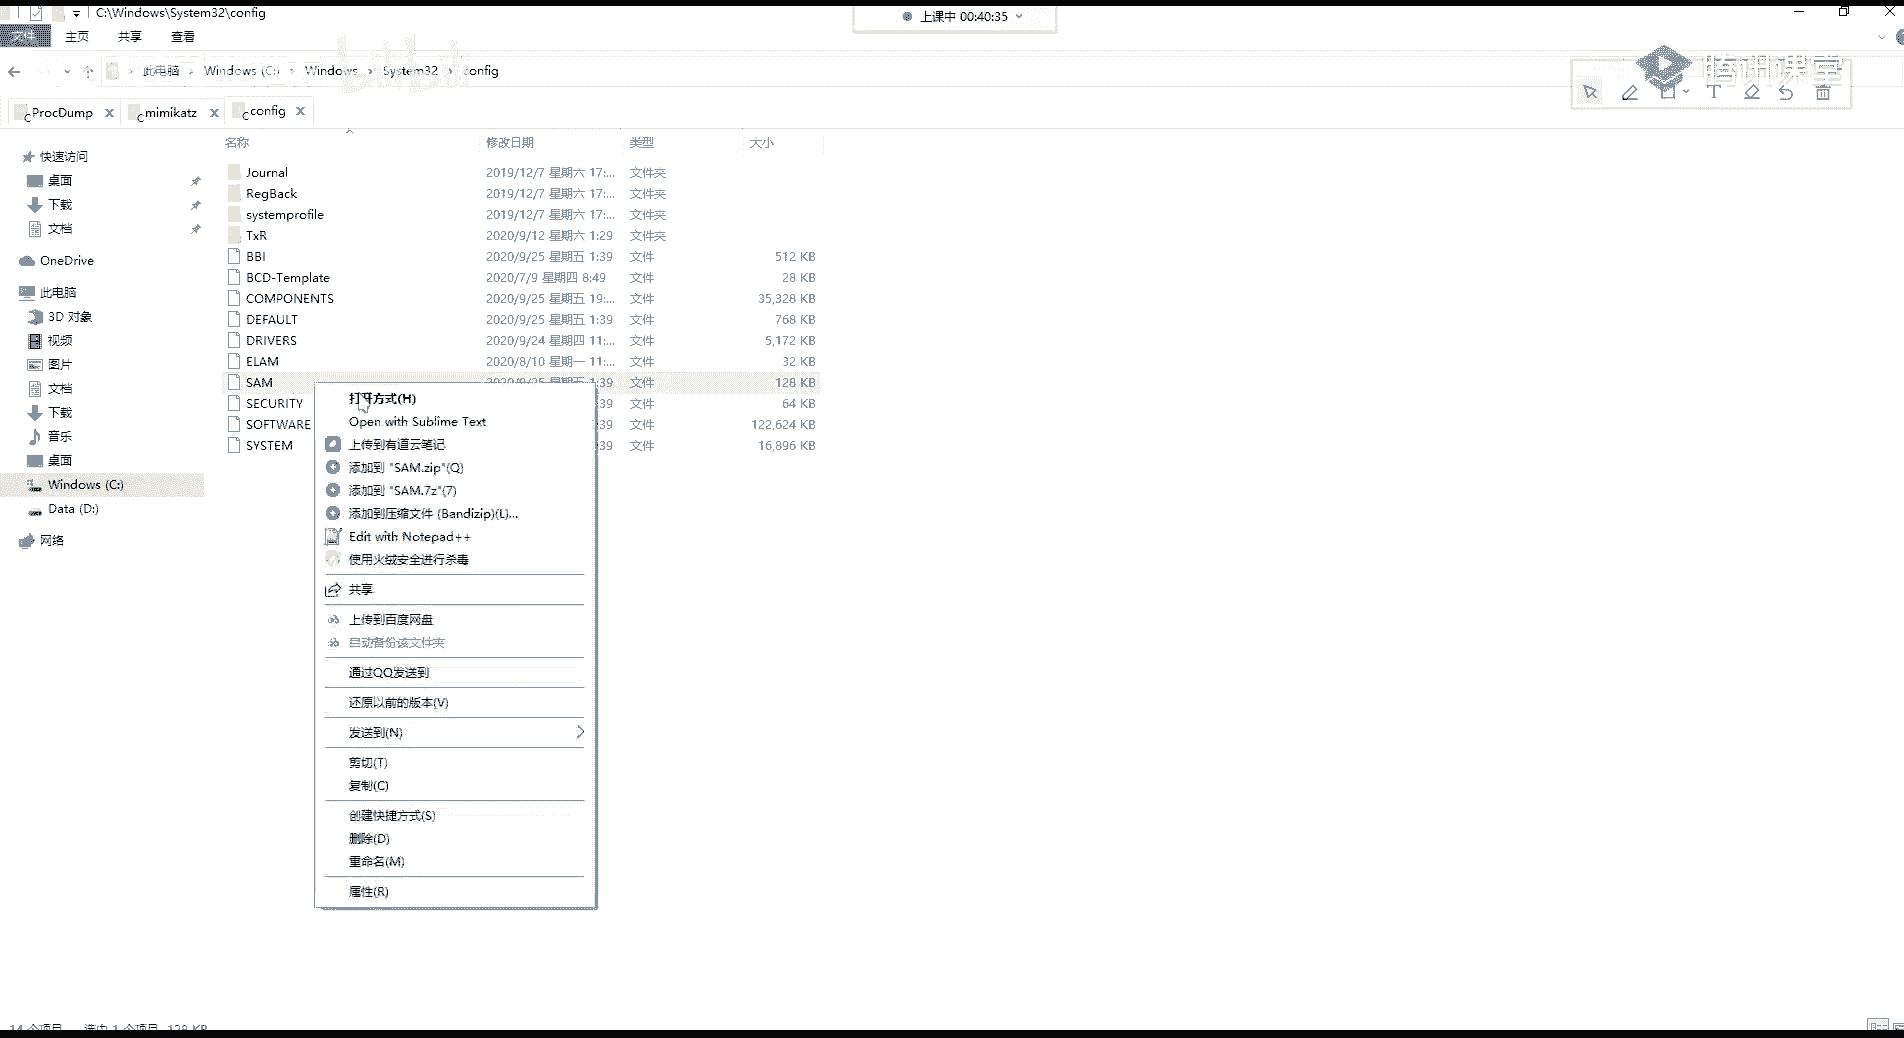 C:\Windows\System32\config
上课中 00:40:35
文件 主页 共享 查看
此电脑 › Windows (C:) › Windows › System32 › config
腾讯课堂
ProcDump mimikatz config
名称 修改日期 类型 大小
快速访问
桌面
下载
文档
OneDrive
此电脑
3D 对象
视频
图片
文档
下载
音乐
桌面
Windows (C:)
Data (D:)
网络
Journal 2019/12/7 星期六 17:... 文件夹
RegBack 2019/12/7 星期六 17:... 文件夹
systemprofile 2019/12/7 星期六 17:... 文件夹
TxR 2020/9/12 星期六 1:29 文件夹
BBI 2020/9/25 星期五 1:39 文件 512 KB
BCD-Template 2020/7/9 星期四 8:49 文件 28 KB
COMPONENTS 2020/9/25 星期五 19:... 文件 35,328 KB
DEFAULT 2020/9/25 星期五 1:39 文件 768 KB
DRIVERS 2020/9/24 星期四 11:... 文件 5,172 KB
ELAM 2020/8/10 星期一 11:... 文件 32 KB
SAM 2020/9/25 星期五 1:39 文件 128 KB
SECURITY :39 文件 64 KB
SOFTWARE :39 文件 122,624 KB
SYSTEM :39 文件 16,896 KB
打开方式(H)
Open with Sublime Text
上传到有道云笔记
添加到 "SAM.zip"(Q)
添加到 "SAM.7z"(7)
添加到压缩文件 (Bandizip)(L)...
Edit with Notepad++
使用火绒安全进行杀毒
共享
上传到百度网盘
自动备份该文件夹
通过QQ发送到
还原以前的版本(V)
发送到(N)
剪切(T)
复制(C)
创建快捷方式(S)
删除(D)
重命名(M)
属性(R)
14 个项目 选中 1 个项目 128 KB